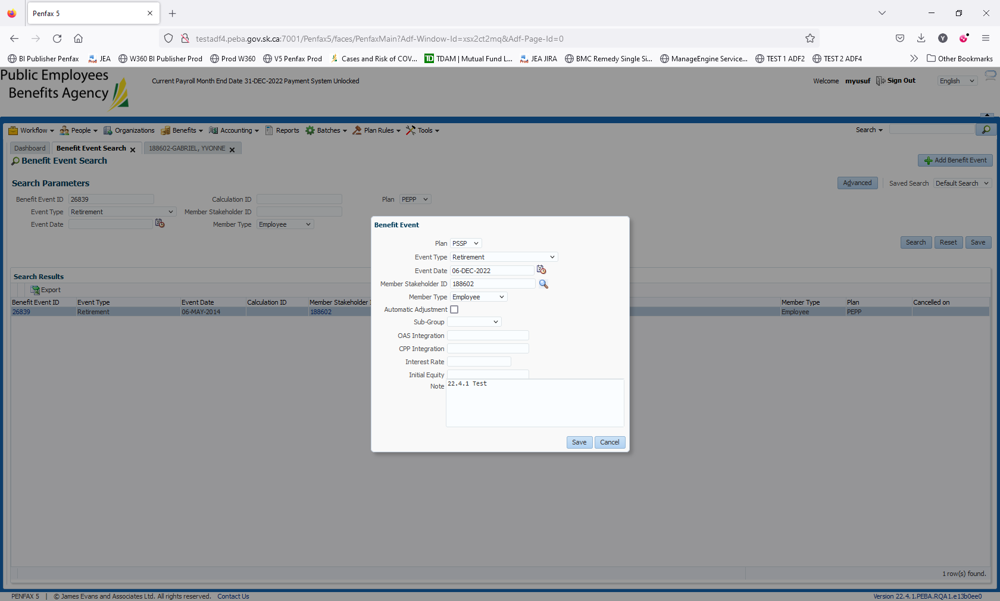 Penfax 5
testadf4.peba.gov.sk.ca:7001/Penfax5/faces/PenfaxMain?Adf-Window-Id=xsx2ct2mq&Adf-Page-Id=0
Y
BI Publisher Penfax JEA W360 BI Publisher Prod Prod W360 V5 Penfax Prod Cases and Risk of COV... TDAM | Mutual Fund L... JEA JIRA BMC Remedy Single Si... ManageEngine Service... TEST 1 ADF2 TEST 2 ADF4 Other Bookmarks
Public Employees
Benefits Agency
Current Payroll Month End Date 31-DEC-2022 Payment System Unlocked
Welcome myusuf Sign Out English
Workflow People Organizations Benefits Accounting Reports Batches Plan Rules Tools Search
Dashboard Benefit Event Search 188602-GABRIEL, YVONNE
Benefit Event Search
Add Benefit Event
Search Parameters
Advanced Saved Search Default Search
Benefit Event ID 26839 Calculation ID Plan PEPP
Event Type Retirement Member Stakeholder ID
Event Date Member Type Employee
Search Reset Save
Search Results
Export
Benefit Event ID Event Type Event Date Calculation ID Member Stakeholder I Member Type Plan Cancelled on
26839 Retirement 06-MAY-2014 188602 Employee PEPP
Benefit Event
Plan PSSP
Event Type Retirement
Event Date 06-DEC-2022
Member Stakeholder ID 188602
Member Type Employee
Automatic Adjustment
Sub-Group
OAS Integration
CPP Integration
Interest Rate
Initial Equity
Note 22.4.1 Test
Save Cancel
1 row(s) found.
PENFAX 5 | © James Evans and Associates Ltd. All rights reserved. Contact Us
Version 22.4.1.PEBA.RQA1.e13b0ee0